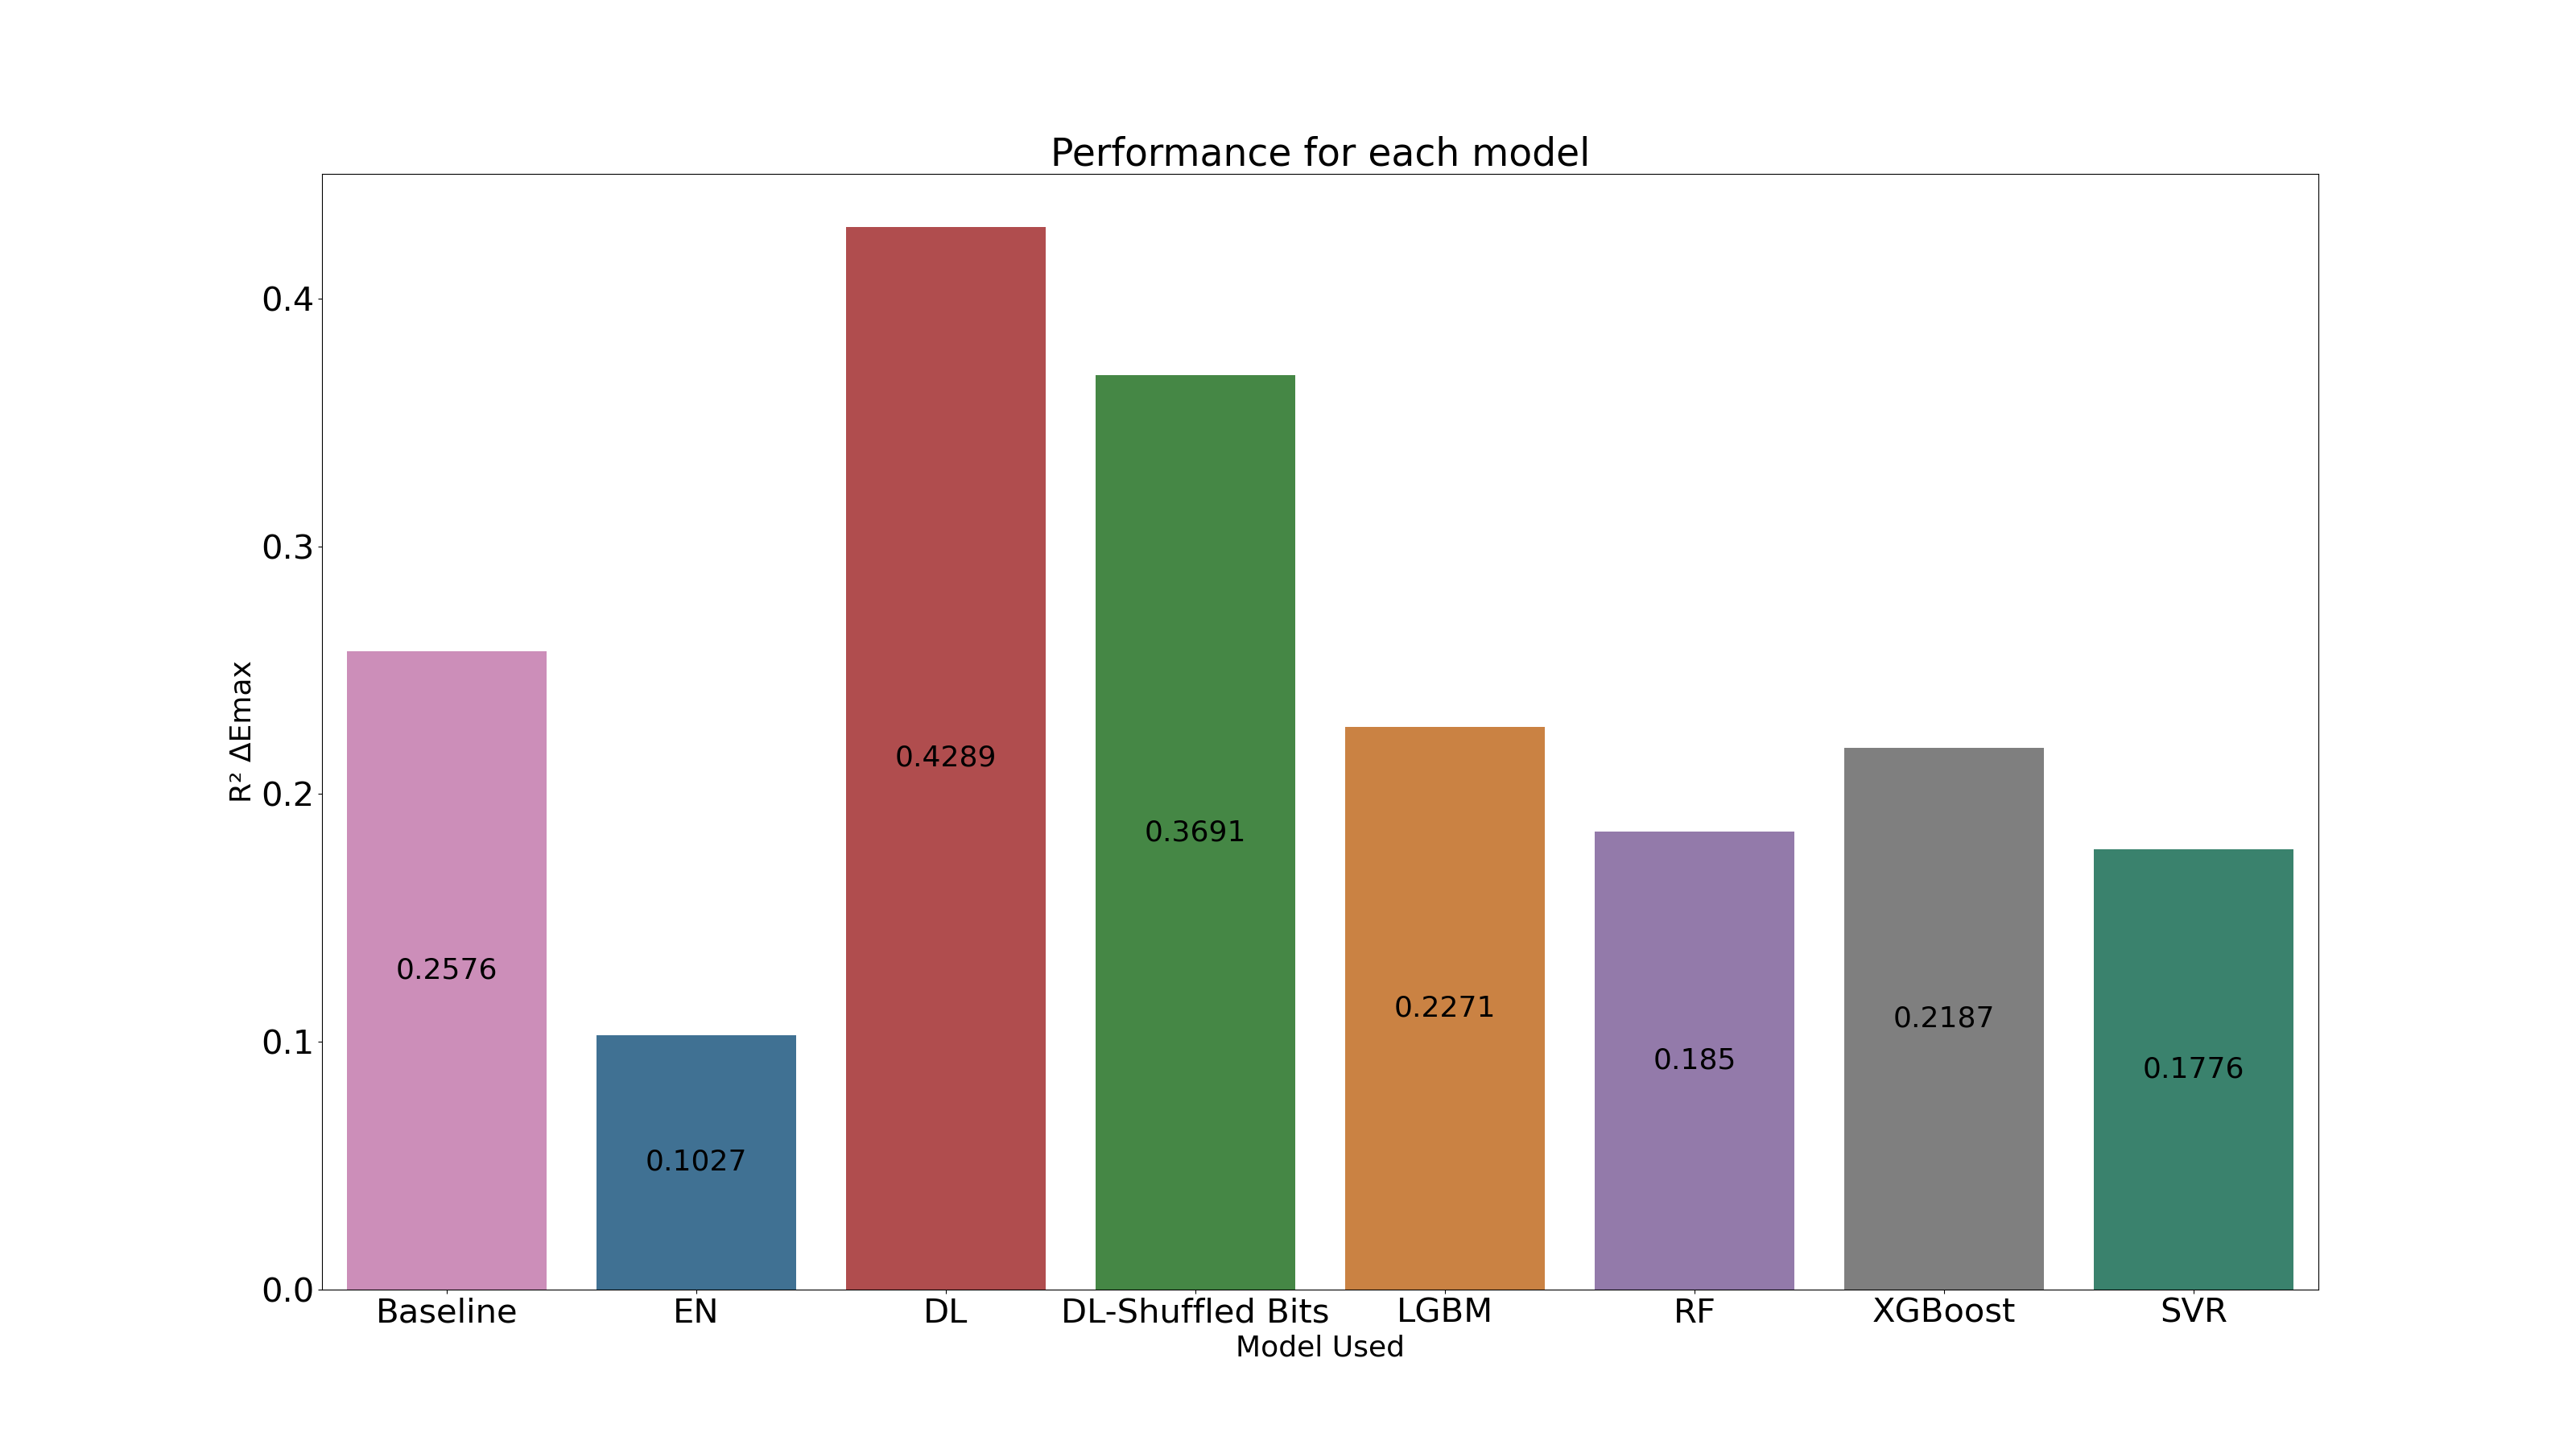 Performance for each model
R² ΔEmax
0.4
0.3
0.2
0.1
0.0
0.2576
0.1027
0.4289
0.3691
0.2271
0.185
0.2187
0.1776
Baseline
EN
DL
DL-Shuffled Bits
LGBM
RF
XGBoost
SVR
Model Used